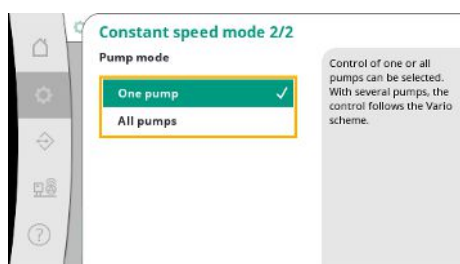 Constant speed mode 2/2
Pump mode
One pump
All pumps
Control of one or all
pumps can be selected.
With several pumps, the
control follows the Vario
scheme.
?